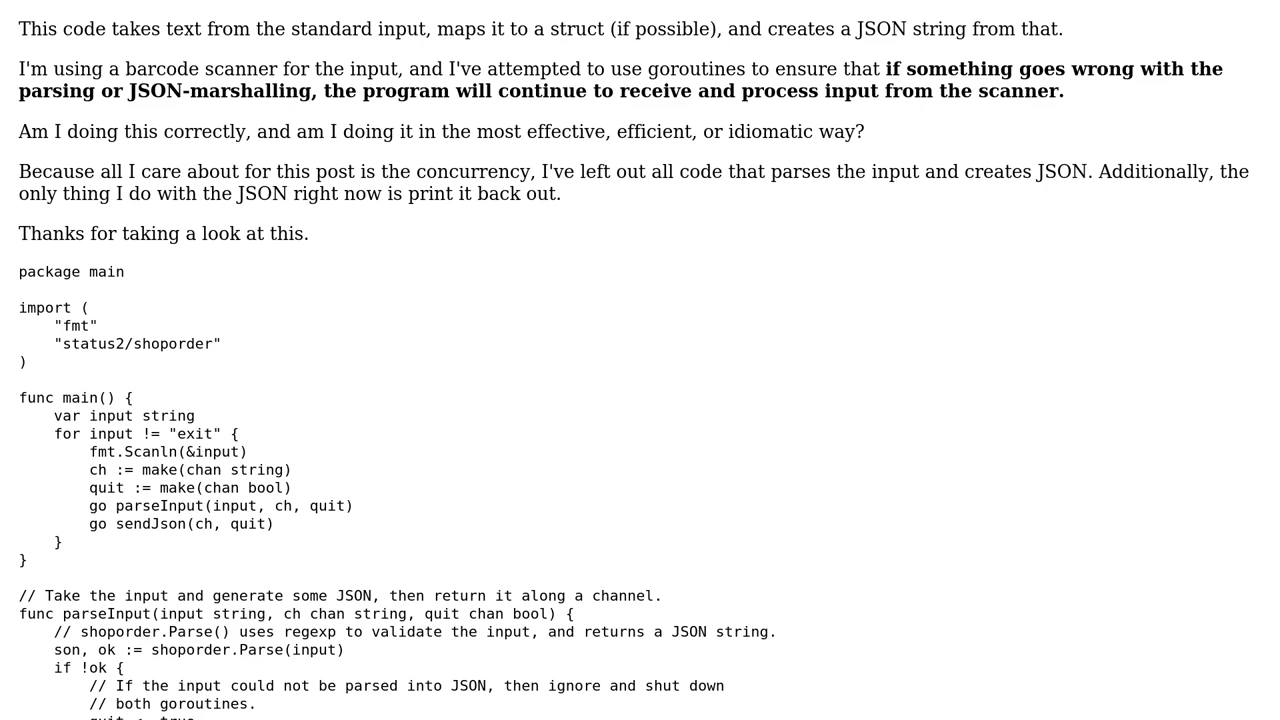 This code takes text from the standard input, maps it to a struct (if possible), and creates a JSON string from that.
I'm using a barcode scanner for the input, and I've attempted to use goroutines to ensure that if something goes wrong with the
parsing or JSON-marshalling, the program will continue to receive and process input from the scanner.
Am I doing this correctly, and am I doing it in the most effective, efficient, or idiomatic way?
Because all I care about for this post is the concurrency, I've left out all code that parses the input and creates JSON. Additionally, the
only thing I do with the JSON right now is print it back out.
Thanks for taking a look at this.
package main
import (
    "fmt"
    "status2/shoporder"
)
func main() {
    var input string
    for input != "exit" {
        fmt.Scanln(&input)
        ch := make(chan string)
        quit := make(chan bool)
        go parseInput(input, ch, quit)
        go sendJson(ch, quit)
    }
}
// Take the input and generate some JSON, then return it along a channel.
func parseInput(input string, ch chan string, quit chan bool) {
    // shoporder.Parse() uses regexp to validate the input, and returns a JSON string.
    son, ok := shoporder.Parse(input)
    if !ok {
        // If the input could not be parsed into JSON, then ignore and shut down
        // both goroutines.